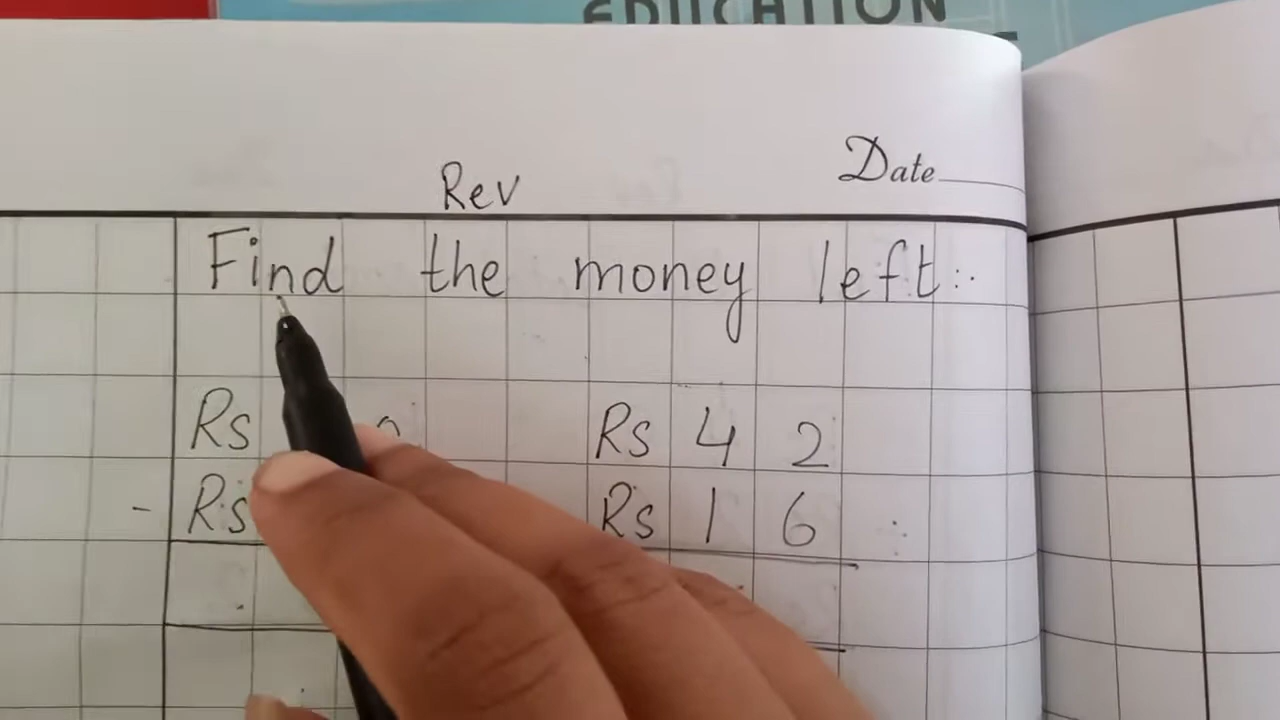 EDUCATION
Rev
Date
Find the money left:.
Rs
Rs 4 2
- Rs
Rs 1 6